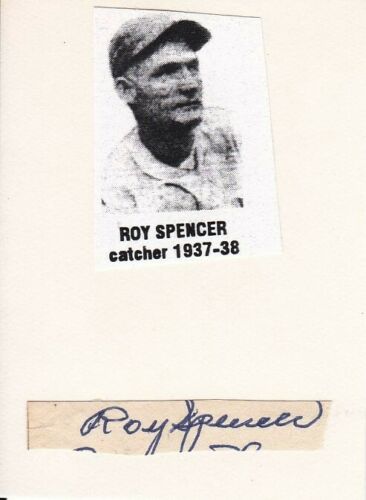 ROY SPENCER
catcher 1937-38
Roy Spencer